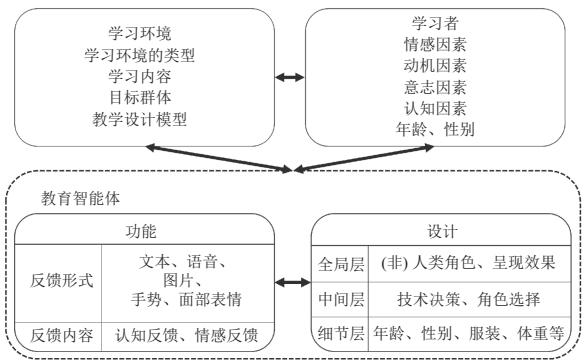 学习环境
学习环境的类型
学习内容
目标群体
教学设计模型
学习者
情感因素
动机因素
意志因素
认知因素
年龄、性别
教育智能体
功能
反馈形式
文本、语音、
图片、
手势、面部表情
反馈内容
认知反馈、情感反馈
设计
全局层
(非) 人类角色、呈现效果
中间层
技术决策、角色选择
细节层
年龄、性别、服装、体重等